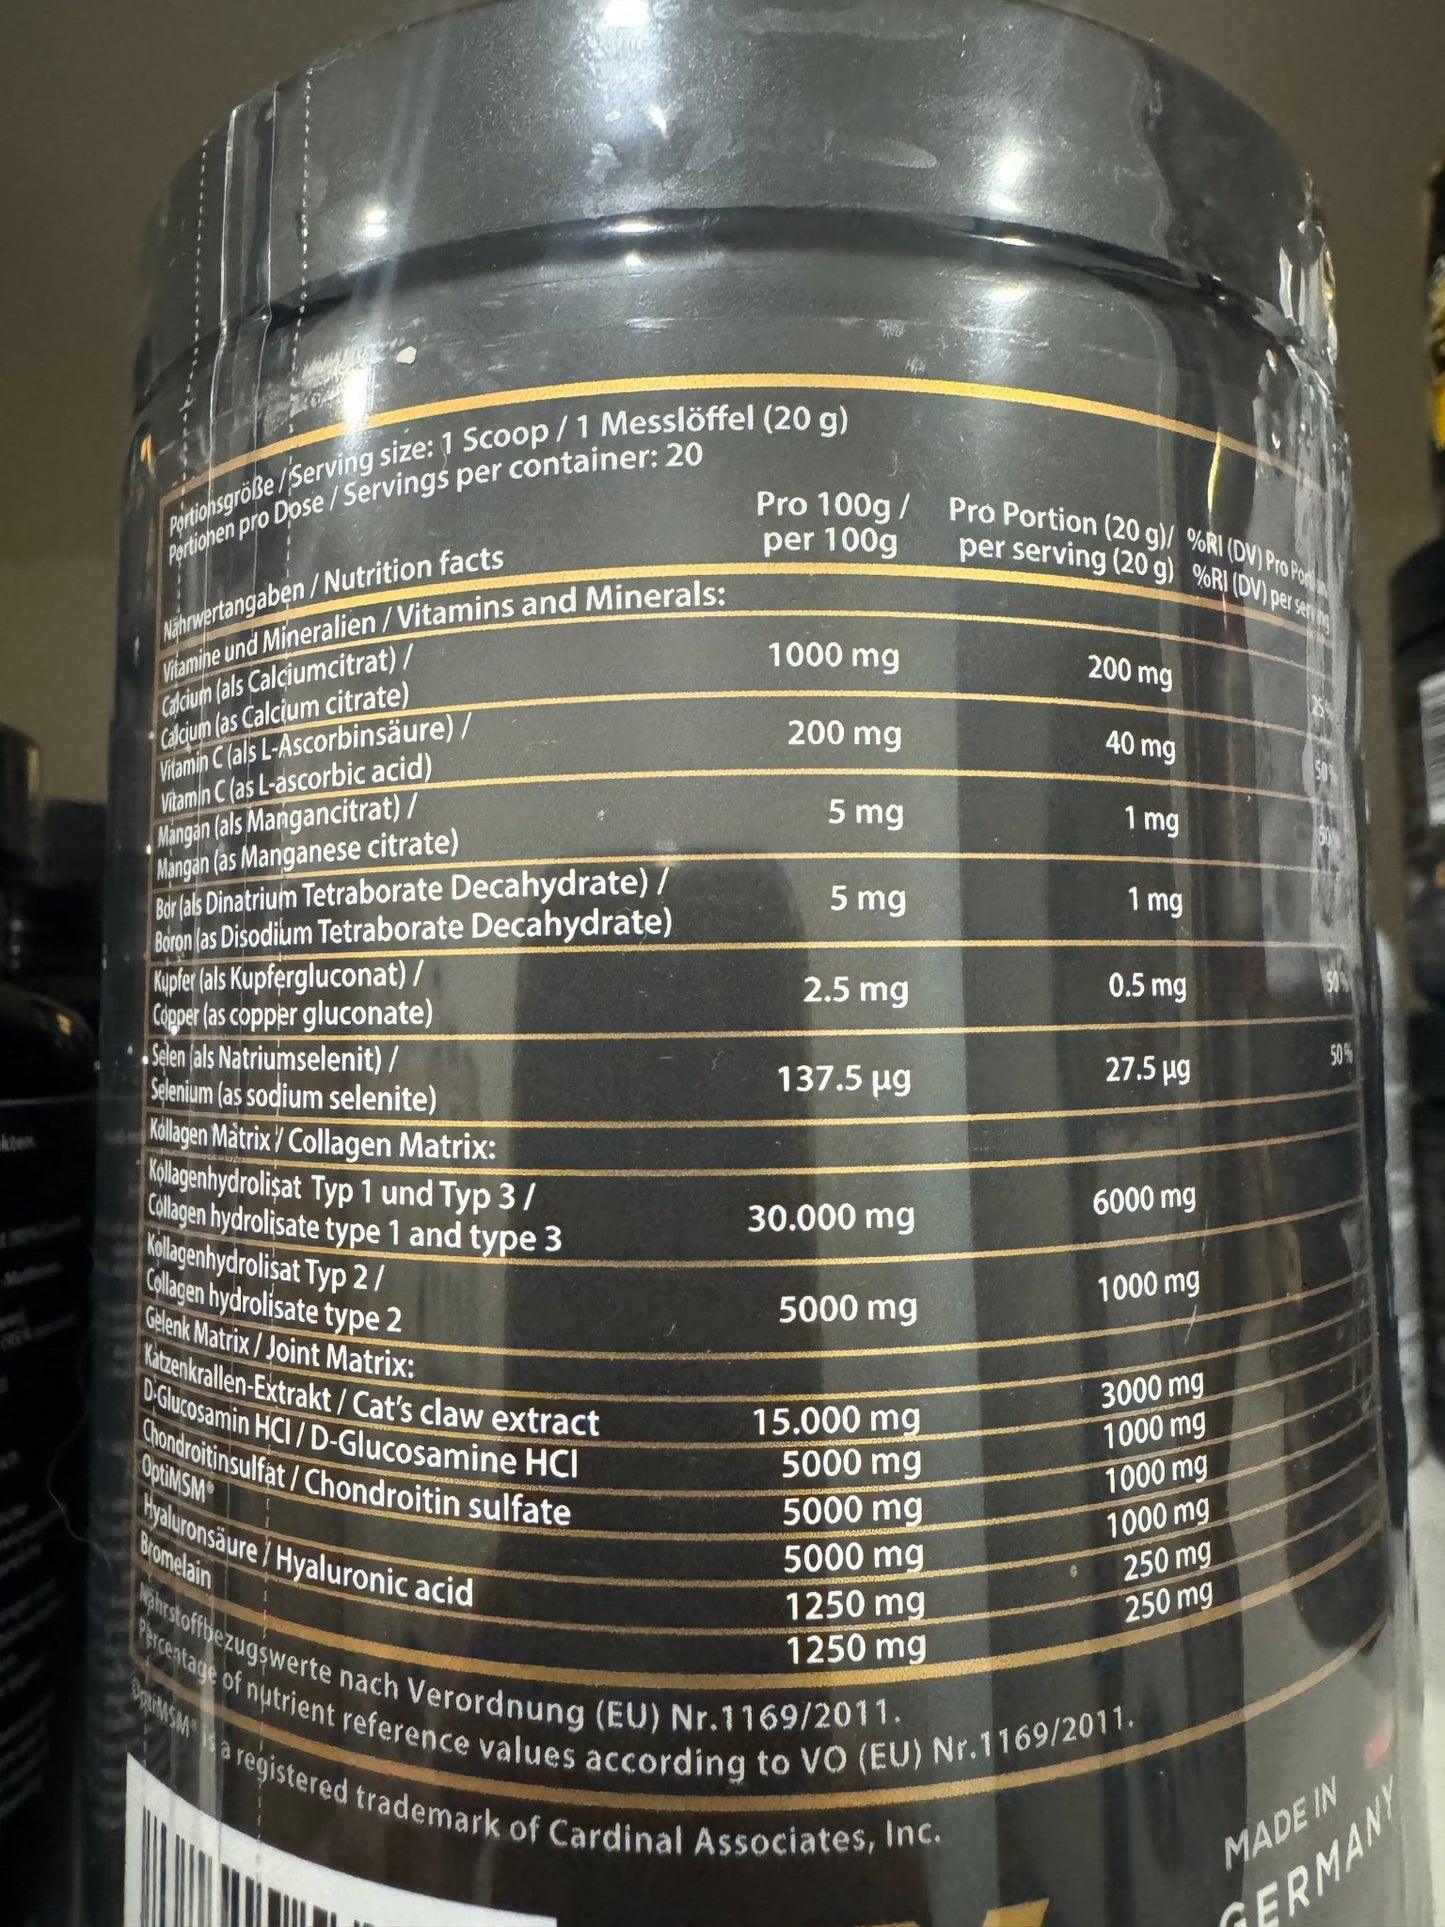 Portionsgröße / Serving size: 1 Scoop / 1 Messlöffel (20 g)
Portionen pro Dose / Servings per container: 20
Nährwertangaben / Nutrition facts
Pro 100g / per 100g
Pro Portion (20 g)/ per serving (20 g)
%RI (DV) Pro
%RI (DV) per serving
Vitamine und Mineralien / Vitamins and Minerals:
Calcium (als Calciumcitrat) /
Calcium (as Calcium citrate) 1000 mg 200 mg 25%
Vitamin C (als L-Ascorbinsäure) /
Vitamin C (as L-ascorbic acid) 200 mg 40 mg 50%
Mangan (als Mangancitrat) /
Mangan (as Manganese citrate) 5 mg 1 mg 50%
Bor (als Dinatrium Tetraborate Decahydrate) /
Boron (as Disodium Tetraborate Decahydrate) 5 mg 1 mg
Kupfer (als Kupfergluconat) /
Copper (as copper gluconate) 2.5 mg 0.5 mg 50%
Selen (als Natriumselenit) /
Selenium (as sodium selenite) 137.5 µg 27.5 µg 50%
Kollagen Matrix / Collagen Matrix:
Kollagenhydrolisat Typ 1 und Typ 3 /
Collagen hydrolisate type 1 and type 3 30.000 mg 6000 mg
Kollagenhydrolisat Typ 2 /
Collagen hydrolisate type 2 5000 mg 1000 mg
Gelenk Matrix / Joint Matrix:
Katzenkrallen-Extrakt / Cat's claw extract 15.000 mg 3000 mg
D-Glucosamin HCl / D-Glucosamine HCl 5000 mg 1000 mg
Chondroitinsulfat / Chondroitin sulfate 5000 mg 1000 mg
OptiMSM® 5000 mg 1000 mg
Hyaluronsäure / Hyaluronic acid 1250 mg 250 mg
Bromelain 1250 mg 250 mg
Nährstoffbezugswerte nach Verordnung (EU) Nr.1169/2011.
Percentage of nutrient reference values according to VO (EU) Nr.1169/2011.
OptiMSM® is a registered trademark of Cardinal Associates, Inc.
MADE IN
GERMANY